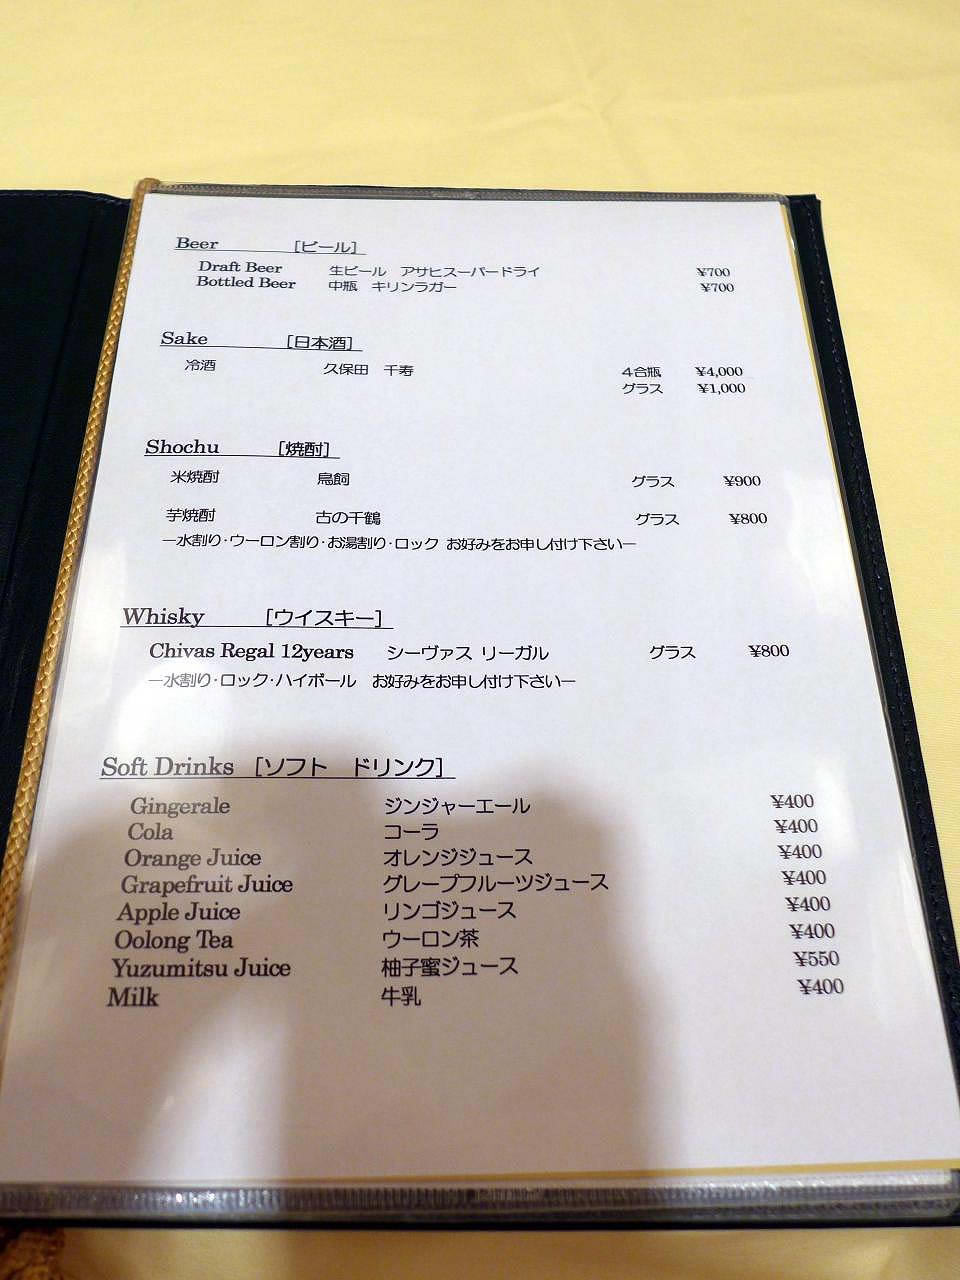 Beer [ビール]
Draft Beer 生ビール アサヒスーパードライ ¥700
Bottled Beer 中瓶 キリンラガー ¥700
Sake [日本酒]
冷酒 久保田 千寿 4合瓶 ¥4,000
グラス ¥1,000
Shochu [焼酎]
米焼酎 鳥飼 グラス ¥900
芋焼酎 古の千鶴 グラス ¥800
―水割り・ウーロン割り・お湯割り・ロック お好みをお申し付け下さい―
Whisky [ウイスキー]
Chivas Regal 12years シーヴァス リーガル グラス ¥800
―水割り・ロック・ハイボール お好みをお申し付け下さい―
Soft Drinks [ソフト ドリンク]
Gingerale ジンジャーエール ¥400
Cola コーラ ¥400
Orange Juice オレンジジュース ¥400
Grapefruit Juice グレープフルーツジュース ¥400
Apple Juice リンゴジュース ¥400
Oolong Tea ウーロン茶 ¥400
Yuzumitsu Juice 柚子蜜ジュース ¥550
Milk 牛乳 ¥400